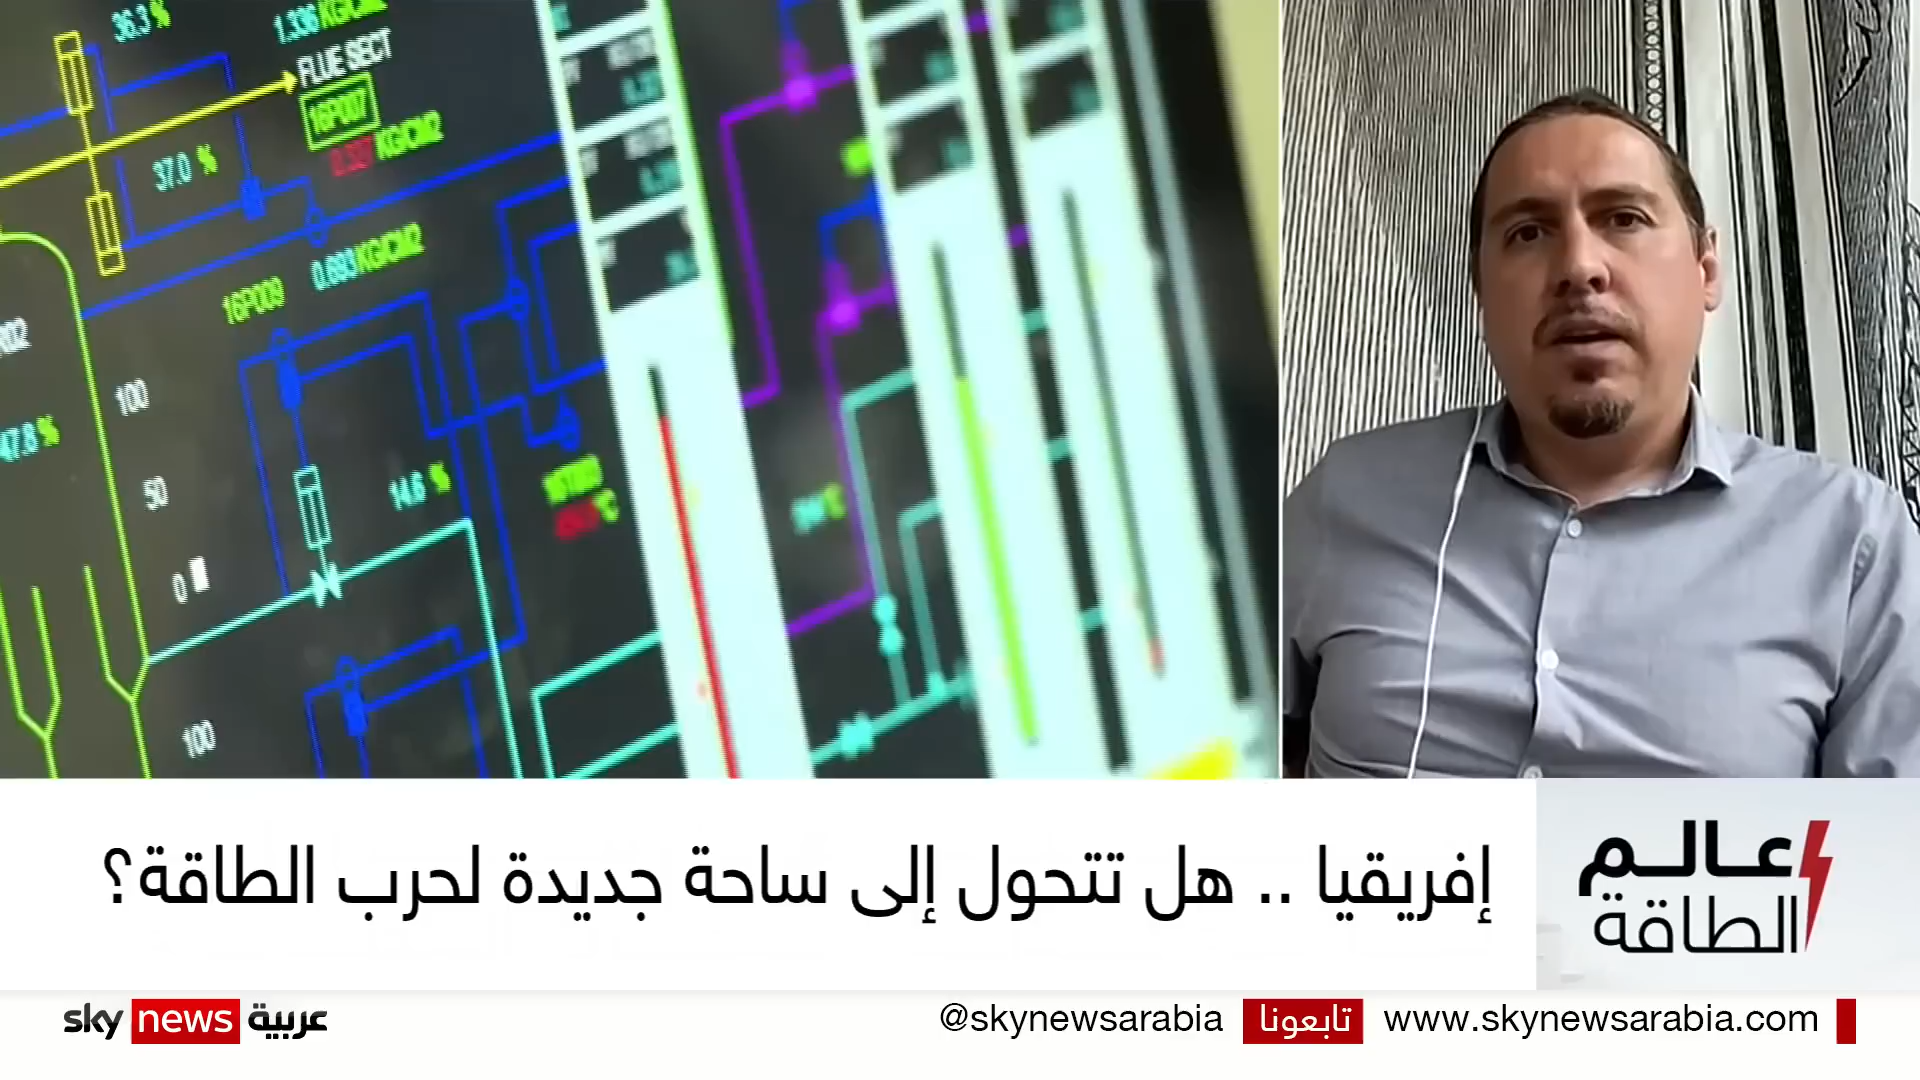 36.3 %
1.336 KG/CM2
FLUE SECT
16P007
0.327 KG/CM2
37.0 %
16P009
0.693 KG/CM2
47.8 %
100
50
0
14.6 %
100
إفريقيا .. هل تتحول إلى ساحة جديدة لحرب الطاقة؟
عالم
الطاقة
sky news عربية
@skynewsarabia
تابعونا
www.skynewsarabia.com